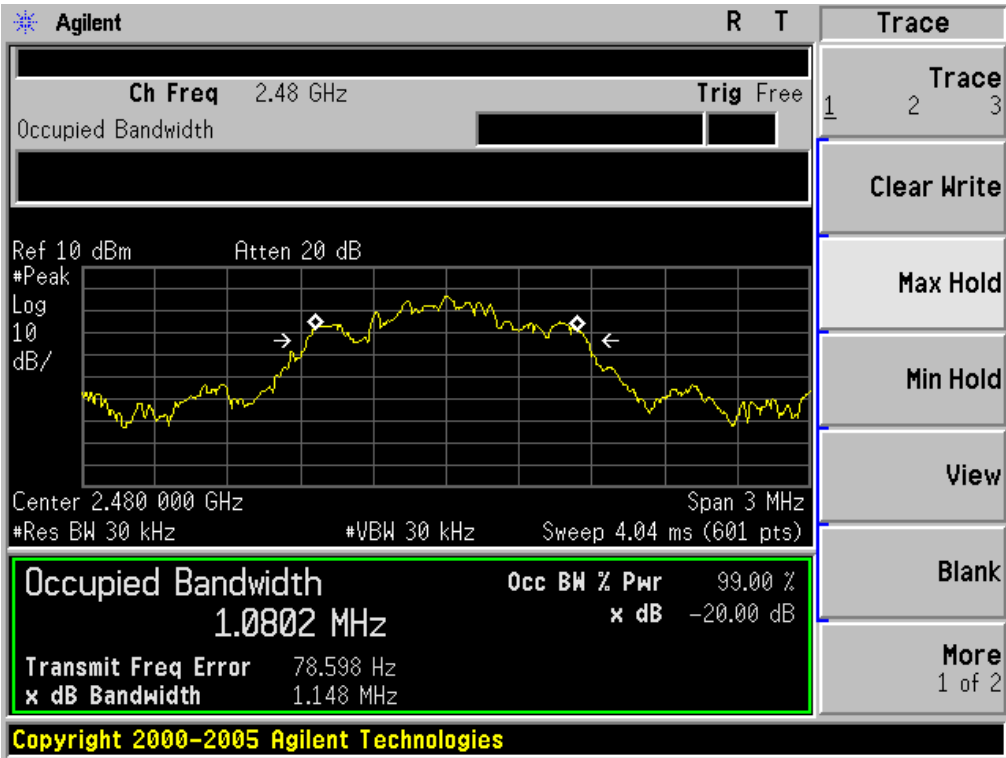 Agilent R T Trace
Ch Freq 2.48 GHz Trig Free
Occupied Bandwidth
Trace
1 2 3
Clear Write
Max Hold
Min Hold
View
Blank
More
1 of 2
Ref 10 dBm Atten 20 dB
#Peak
Log
10
dB/
Center 2.480 000 GHz Span 3 MHz
#Res BW 30 kHz #VBW 30 kHz Sweep 4.04 ms (601 pts)
Occupied Bandwidth Occ BW % Pwr 99.00 %
1.0802 MHz x dB -20.00 dB
Transmit Freq Error 78.598 Hz
x dB Bandwidth 1.148 MHz
Copyright 2000-2005 Agilent Technologies